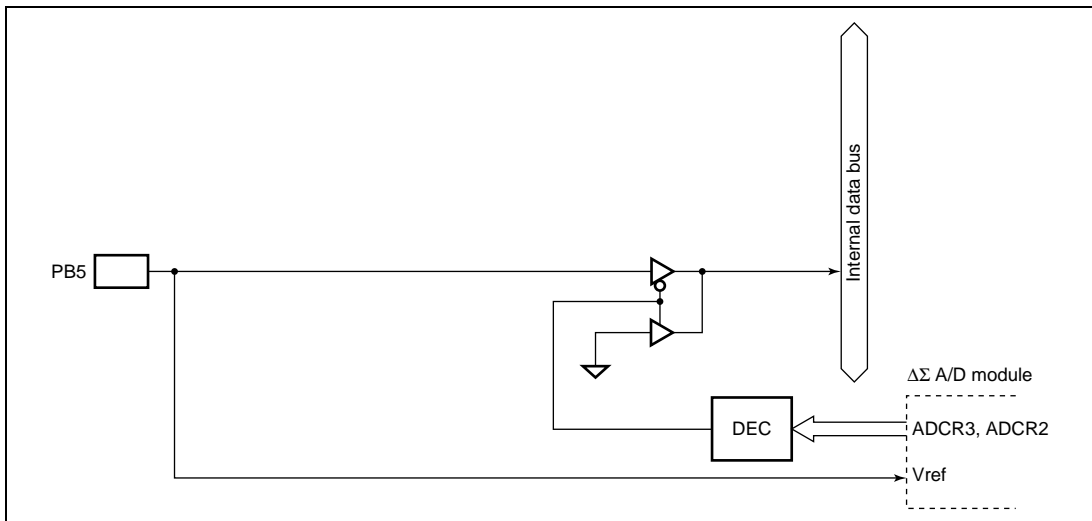 Internal data bus
PB5
ΔΣ A/D module
DEC
ADCR3, ADCR2
Vref